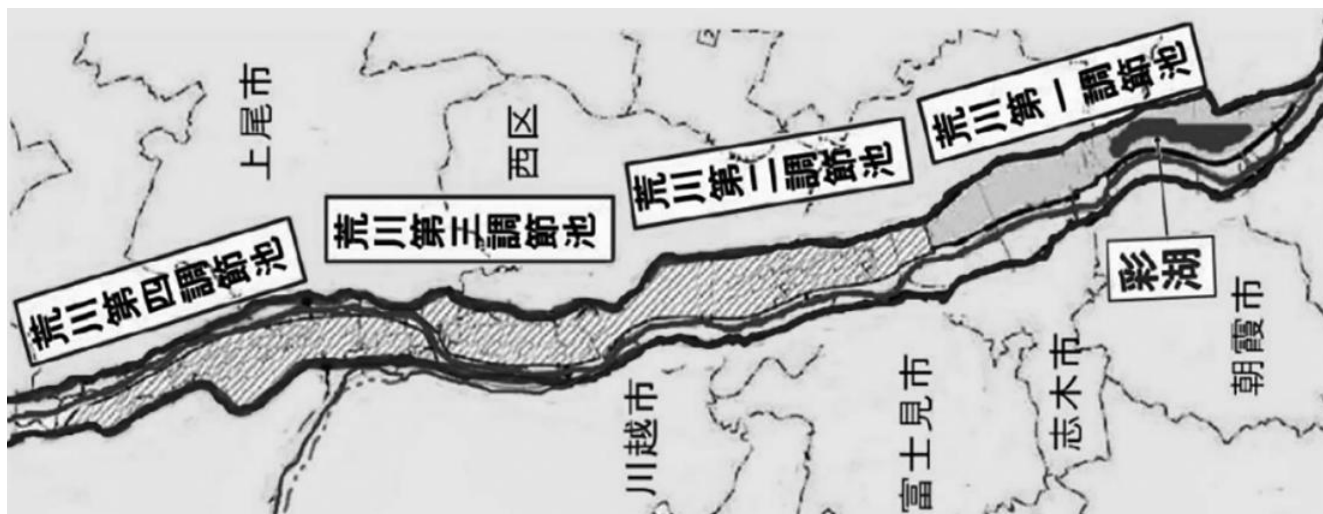 荒川第四調節池
荒川第三調節池
荒川第二調節池
荒川第一調節池
上尾市
西区
彩湖
川越市
富士見市
志木市
朝霞市